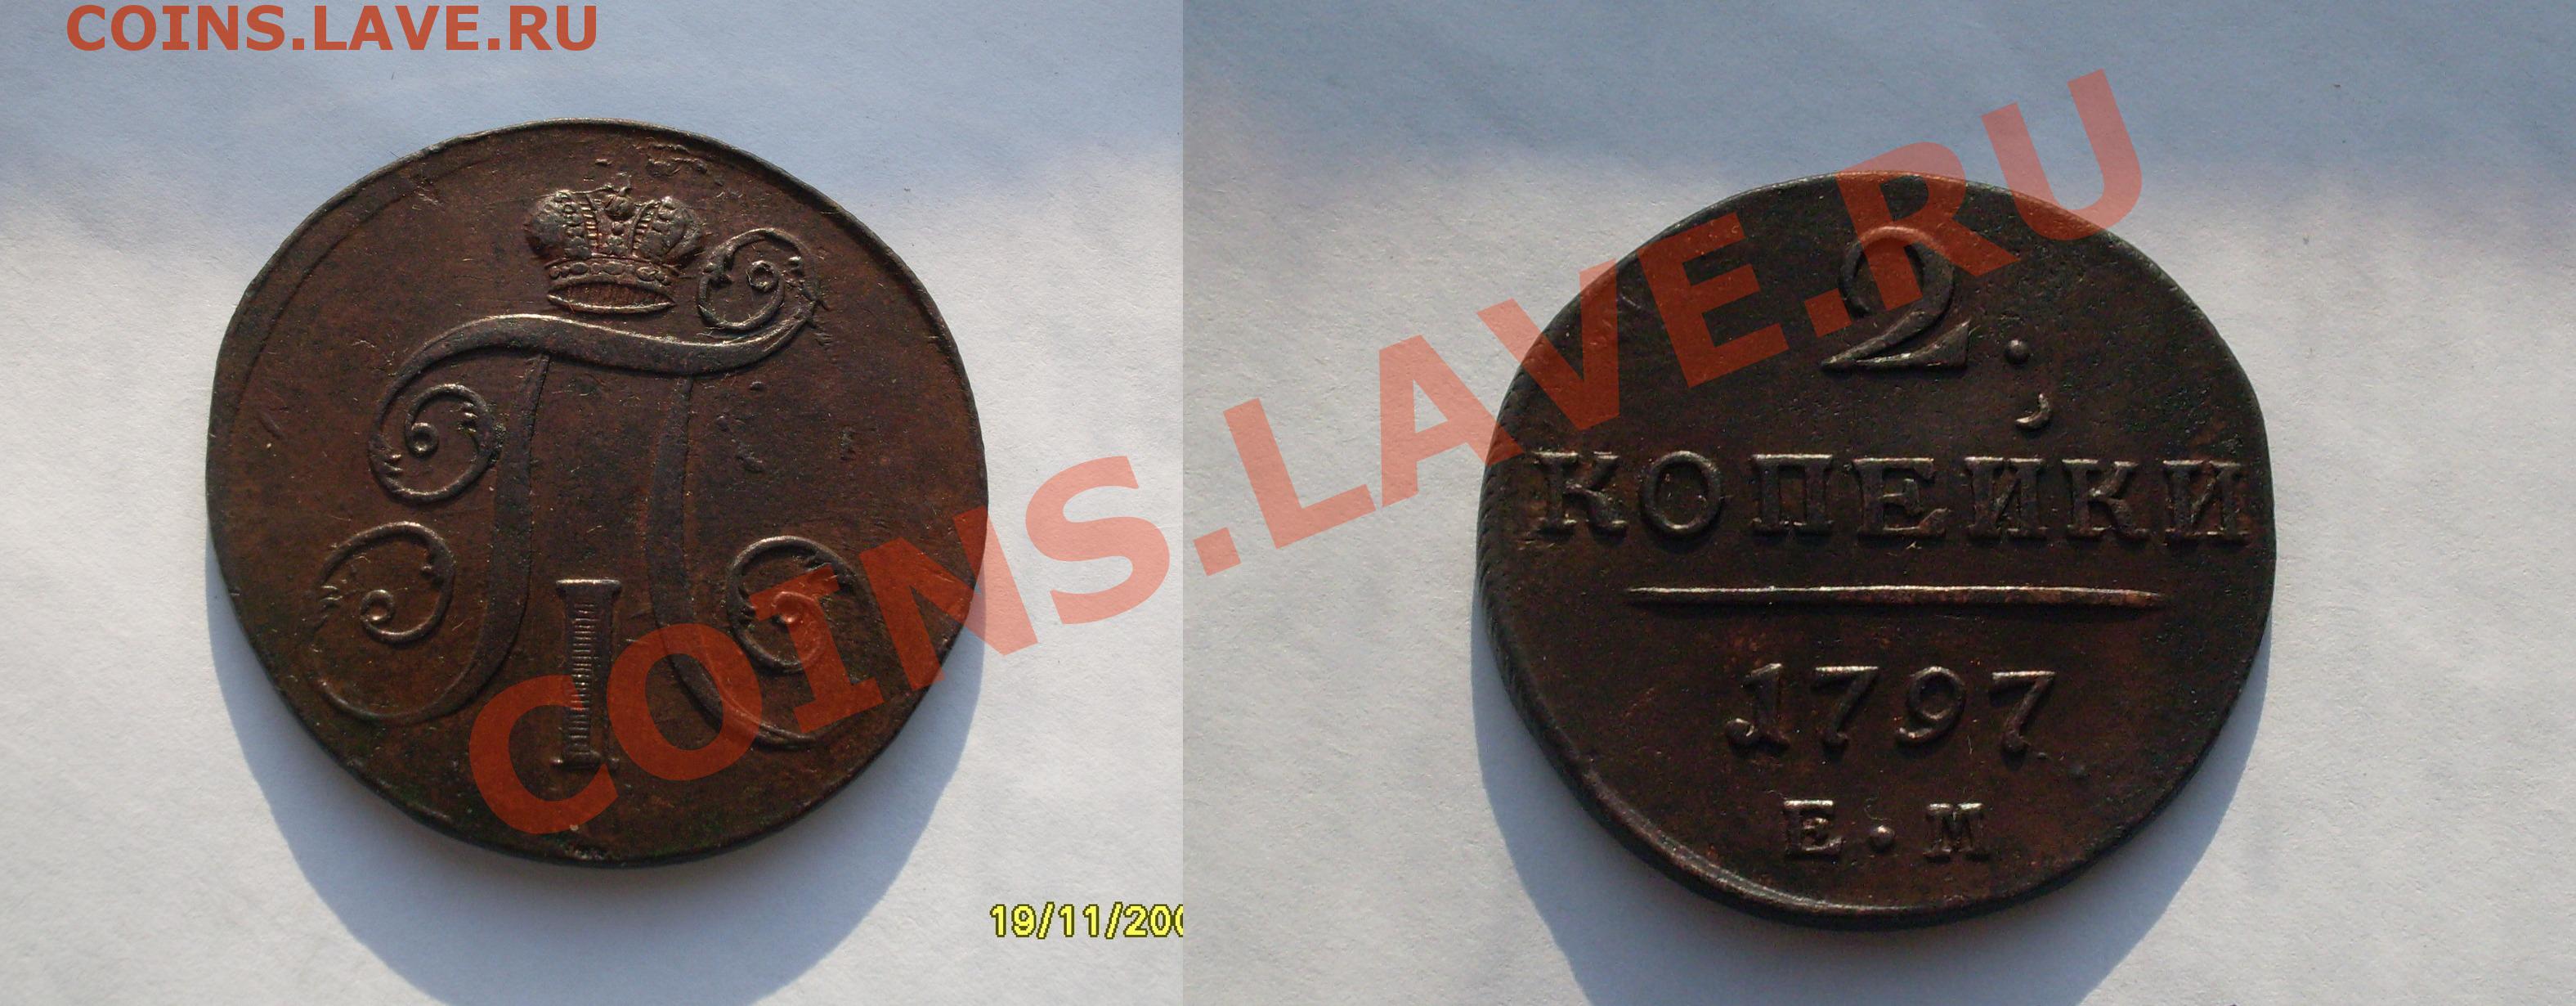 COINS.LAVE.RU
П
I
19/11/200
COINS.LAVE.RU
2.
КОПЕЙКИ
1797
Е·М